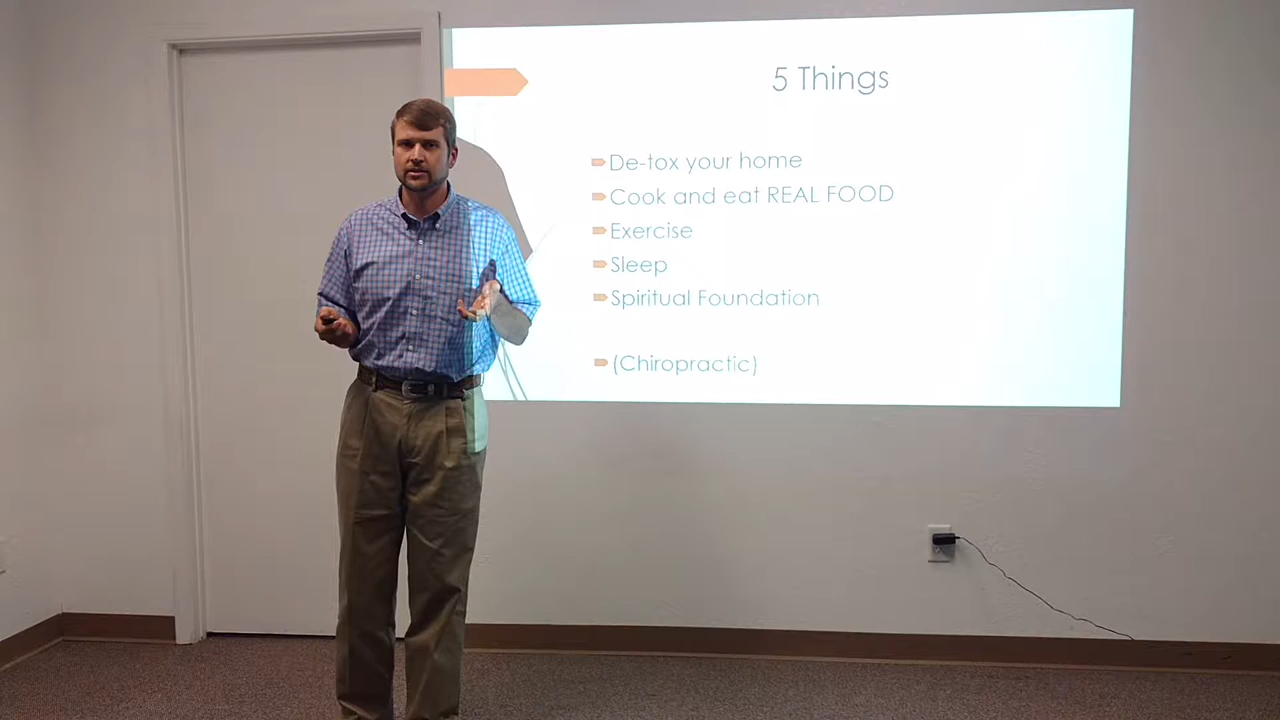 5 Things
De-tox your home
Cook and eat REAL FOOD
Exercise
Sleep
Spiritual Foundation
(Chiropractic)